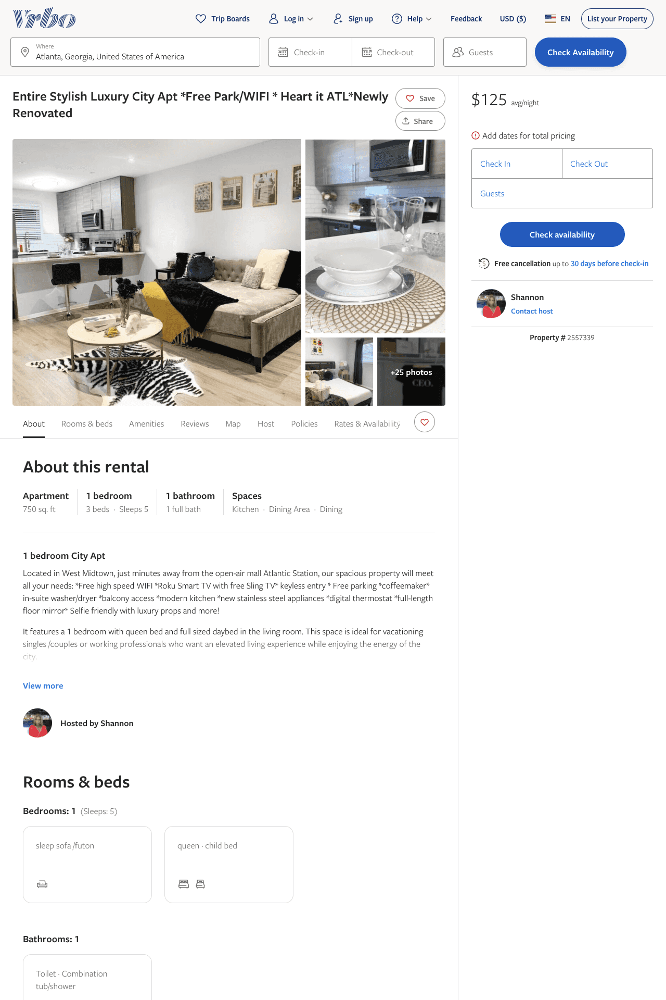 Vrbo
Trip Boards
Log in
Sign up
Help
Feedback
USD ($)
EN
List your Property
Where
Atlanta, Georgia, United States of America
Check-in
Check-out
Guests
Check Availability
Entire Stylish Luxury City Apt *Free Park/WIFI * Heart it ATL*Newly
Renovated
Save
Share
+25 photos
CEO.
$125 avg/night
Add dates for total pricing
Check In
Check Out
Guests
Check availability
Free cancellation up to 30 days before check-in
Shannon
Contact host
Property # 2557339
About
Rooms & beds
Amenities
Reviews
Map
Host
Policies
Rates & Availability
About this rental
Apartment
750 sq. ft
1 bedroom
3 beds · Sleeps 5
1 bathroom
1 full bath
Spaces
Kitchen · Dining Area · Dining
1 bedroom City Apt
Located in West Midtown, just minutes away from the open-air mall Atlantic Station, our spacious property will meet
all your needs: *Free high speed WIFI *Roku Smart TV with free Sling TV* keyless entry * Free parking *coffeemaker*
in-suite washer/dryer *balcony access *modern kitchen *new stainless steel appliances *digital thermostat *full-length
floor mirror* Selfie friendly with luxury props and more!
It features a 1 bedroom with queen bed and full sized daybed in the living room. This space is ideal for vacationing
singles /couples or working professionals who want an elevated living experience while enjoying the energy of the
city.
View more
Hosted by Shannon
Rooms & beds
Bedrooms: 1 (Sleeps: 5)
sleep sofa /futon
queen · child bed
Bathrooms: 1
Toilet · Combination
tub/shower